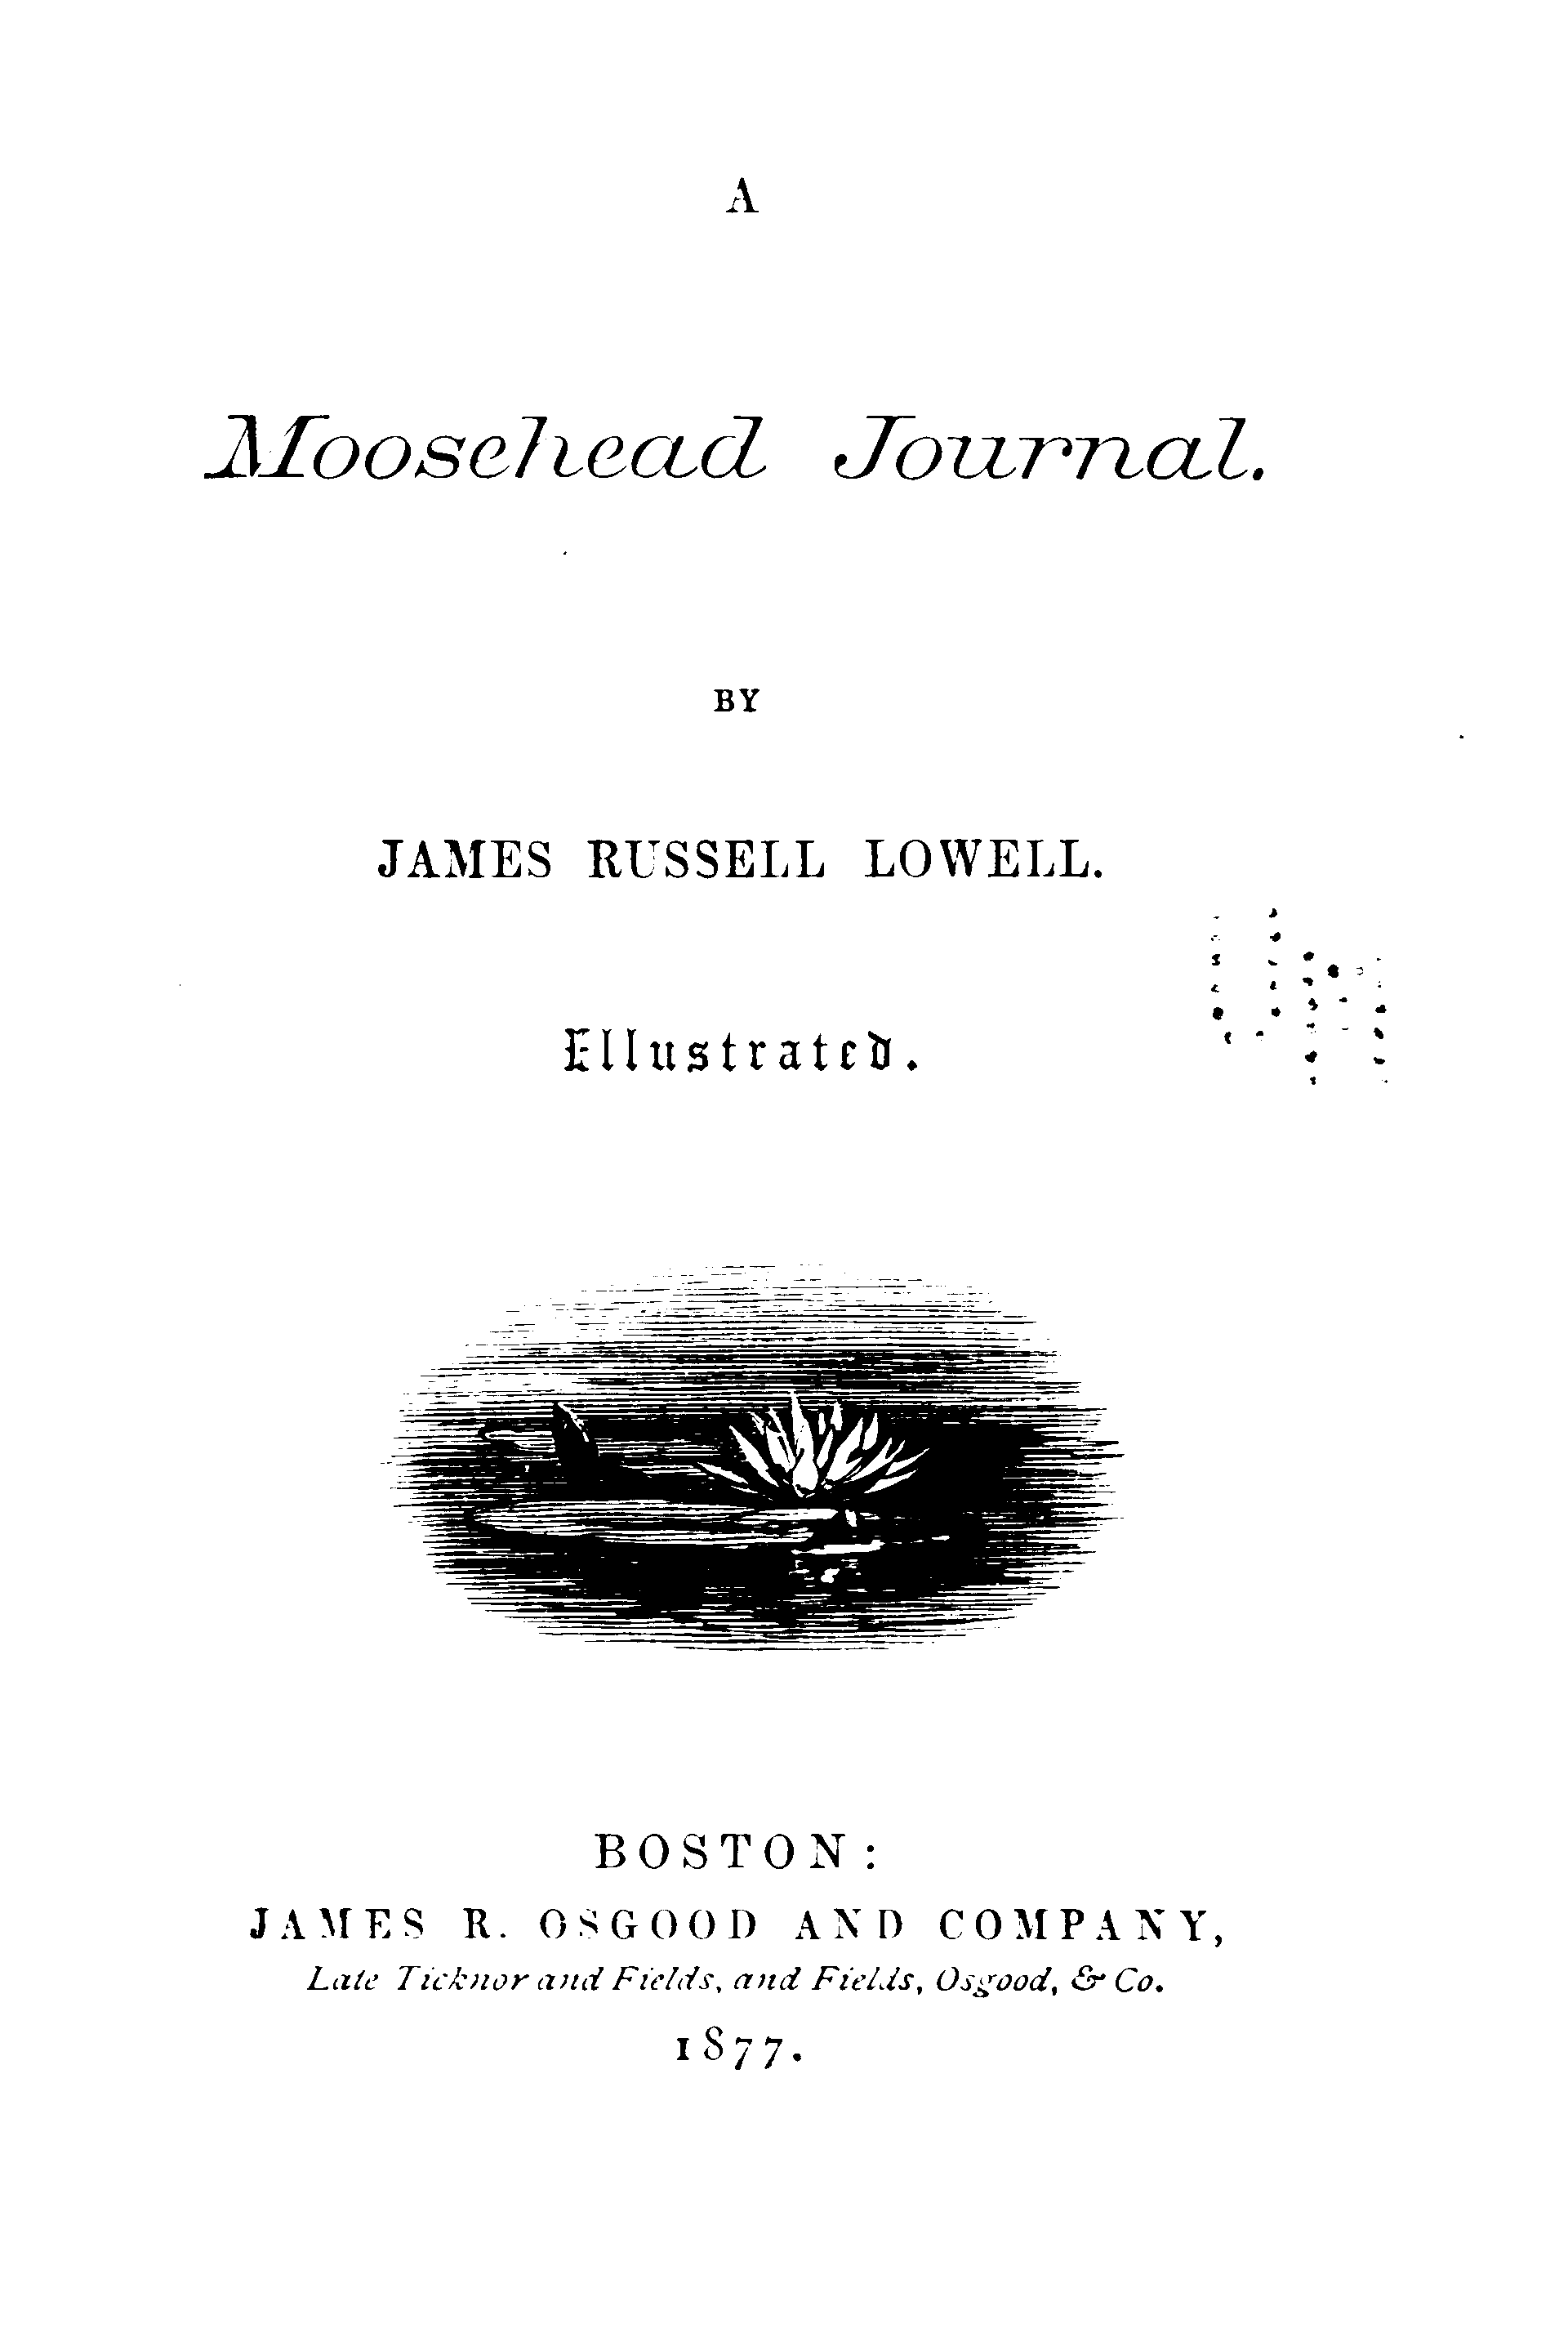 A
Moosehead Journal.
BY
JAMES RUSSELL LOWELL.
Illustrated.
BOSTON:
JAMES R. OSGOOD AND COMPANY,
Late Ticknor and Fields, and Fields, Osgood, & Co.
1877.